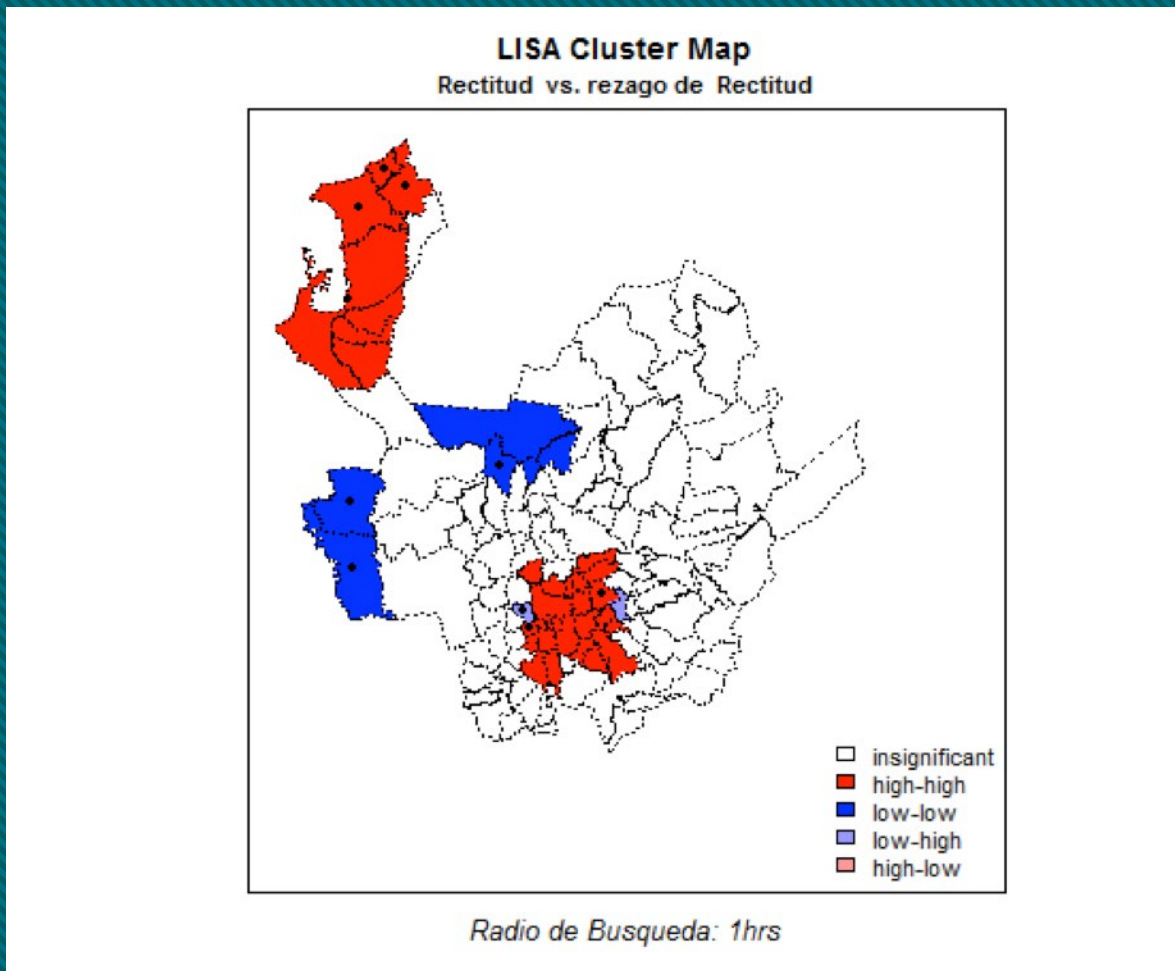 LISA Cluster Map
Rectitud vs. rezago de Rectitud
insignificant
high-high
low-low
low-high
high-low
Radio de Busqueda: 1hrs